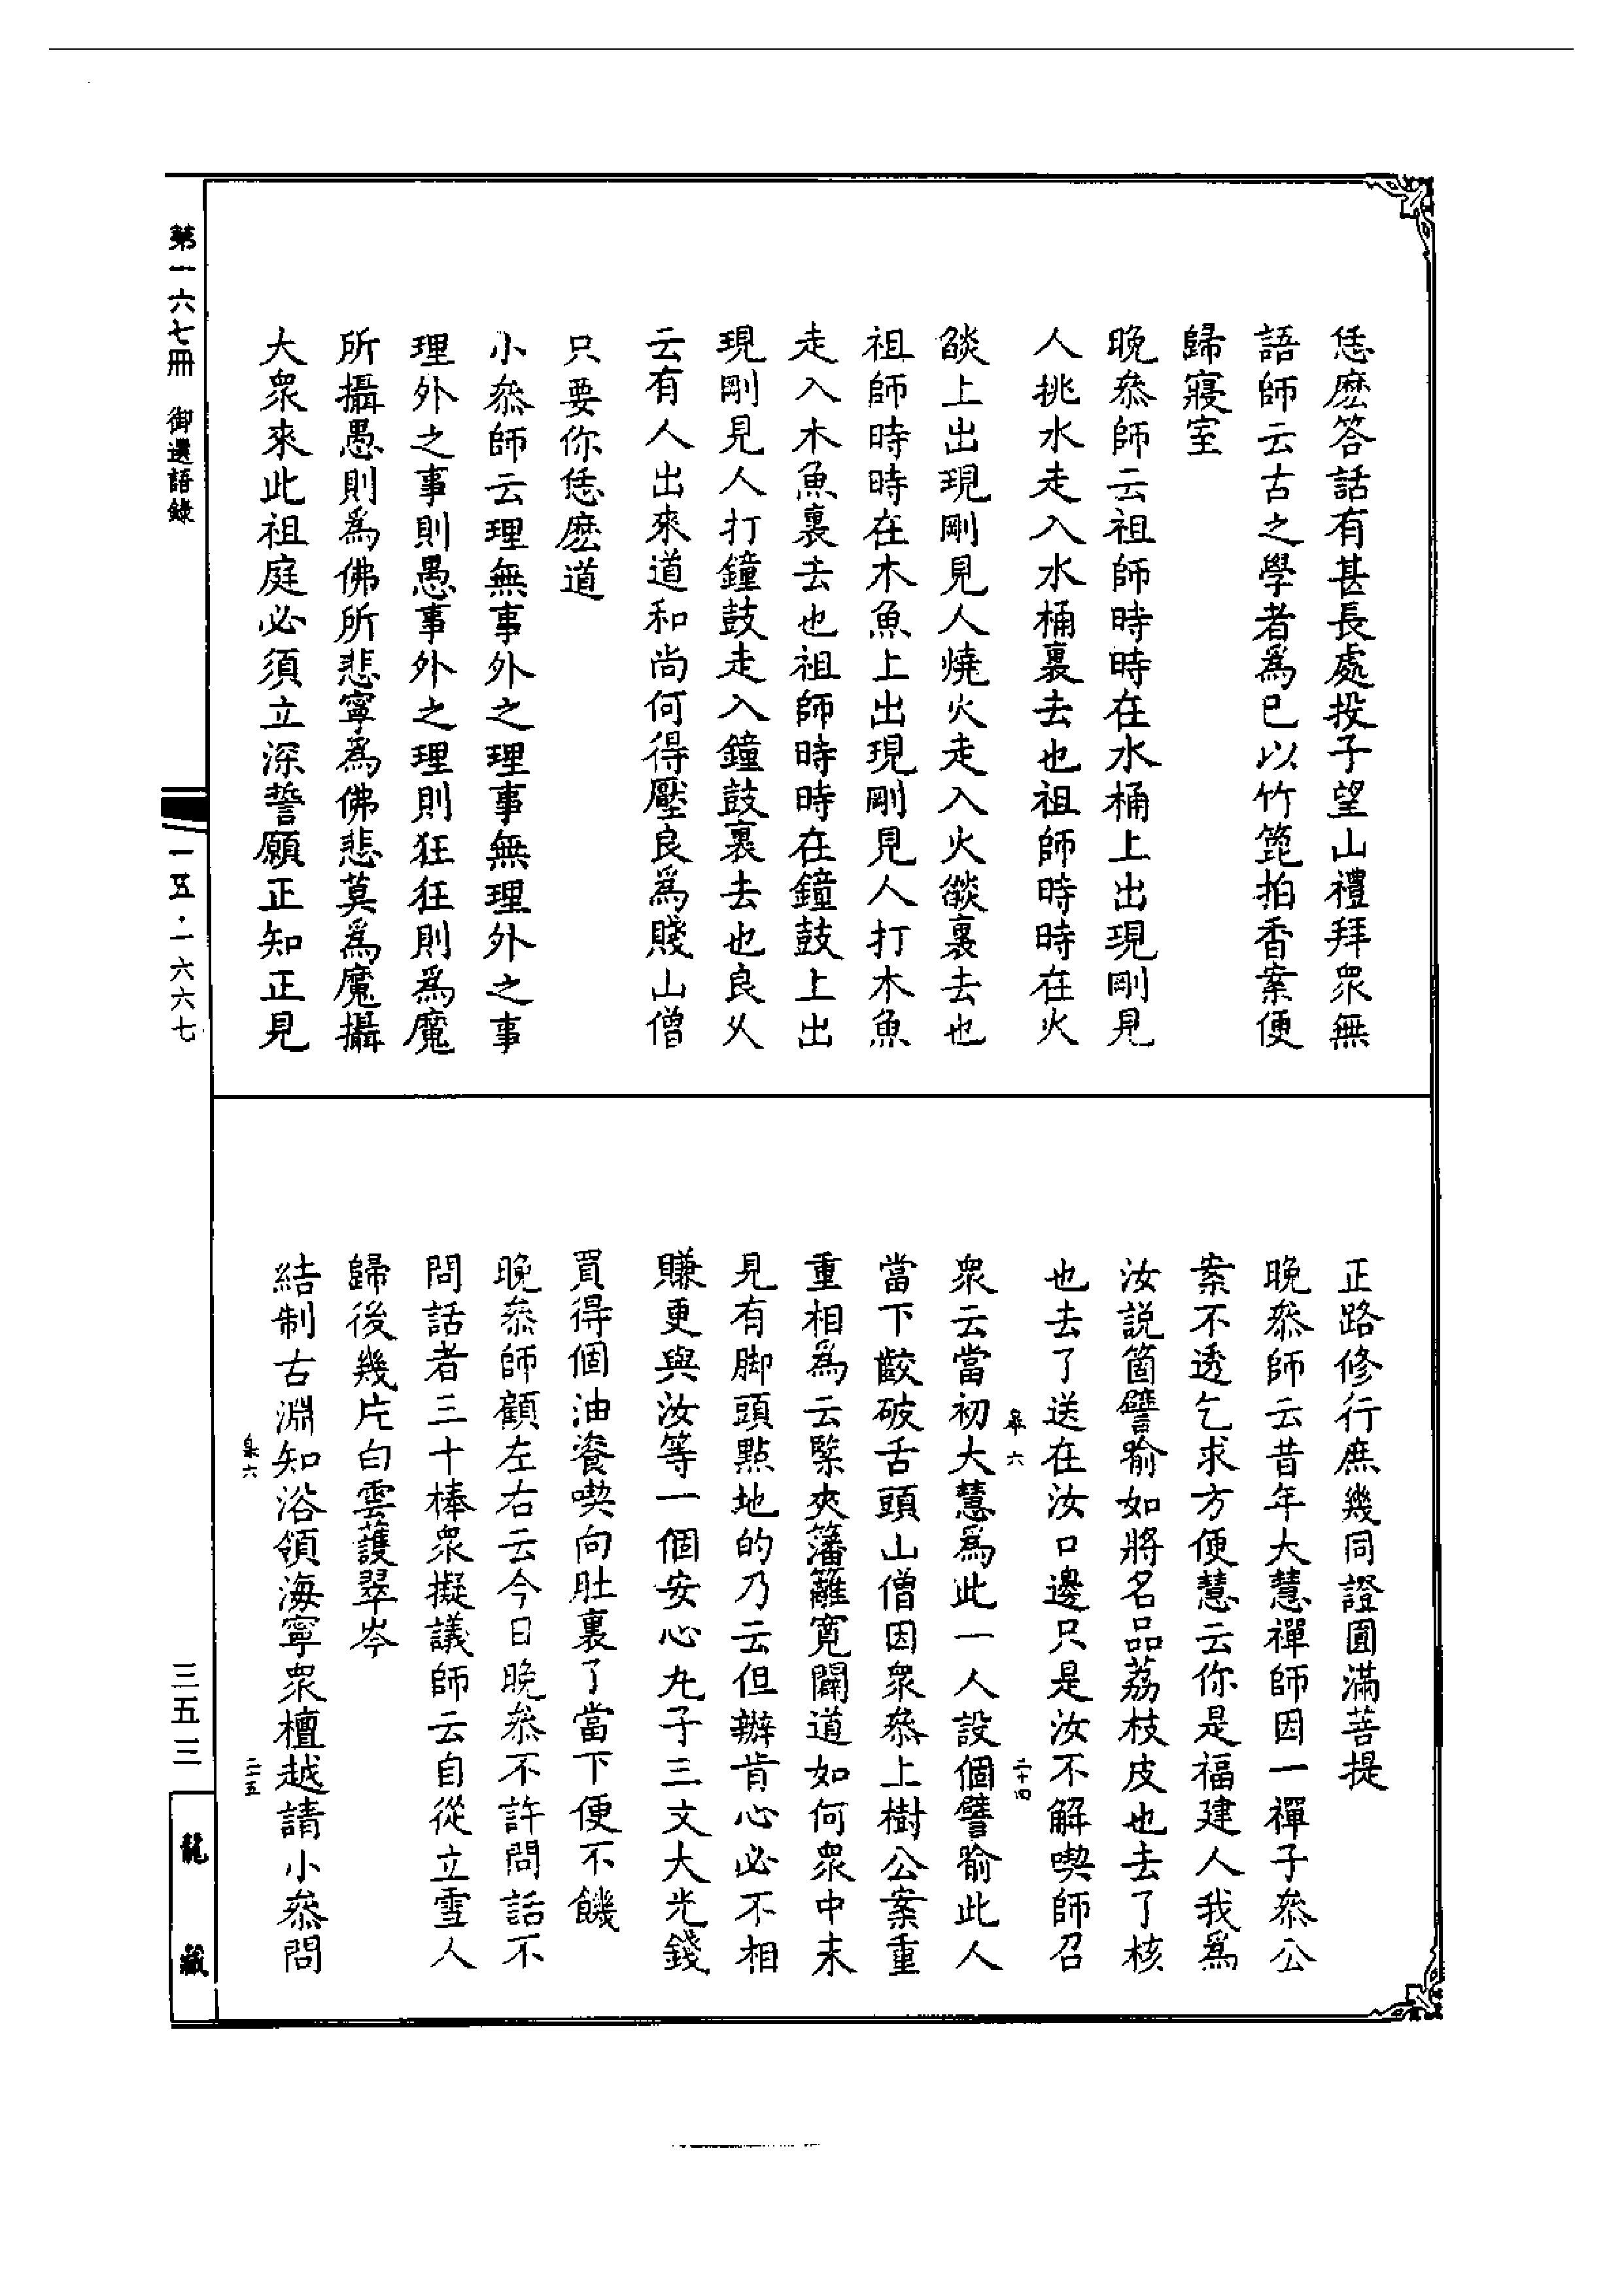 恁麽答話有甚長處投子望山禮拜衆無
語師云古之學者爲已以竹箆拍香案便
歸寢室
晚叅師云祖師時時在水桶上出現剛見
人挑水走入水桶裏去也祖師時時在火
燄上出現剛見人燒火走入火燄裏去也
祖師時時在木魚上出現剛見人打木魚
走入木魚裏去也祖師時時在鐘鼓上出
現剛見人打鐘鼓走入鐘鼓裏去也良乆
云有人出來道和尚何得壓良爲賤山僧
只要你恁麽道
小叅師云理無事外之理事無理外之事
理外之事則愚事外之理則狂狂則爲魔
所攝愚則爲佛所悲寧爲佛悲莫爲魔攝
大衆來此祖庭必須立深誓願正知正見
正路修行庶幾同證圓滿菩提
晚叅師云昔年大慧禪師因一禪子叅公
案不透乞求方便慧云你是福建人我爲
汝説箇譬喻如將名品荔枝皮也去了核
也去了送在汝口邊只是汝不解喫師召
六 二十四
衆云當初大慧爲此一人設個譬喻此人
當下齩破舌頭山僧因衆叅上樹公案重
重相爲云緊夾籓籬寬闢道如何衆中未
見有脚頭點地的乃云但辦肯心必不相
賺更與汝等一個安心丸子三文大光錢
買得個油餈喫向肚裏了當下便不饑
晚叅師顧左右云今日晚叅不許問話不
問話者三十棒衆擬議師云自從立雪人
歸後幾片白雲護翠岑
結制古淵知浴領海寧衆檀越請小叅問
六 二五
第一六七冊 御選語錄
一五·一六六七
三五三
龍藏